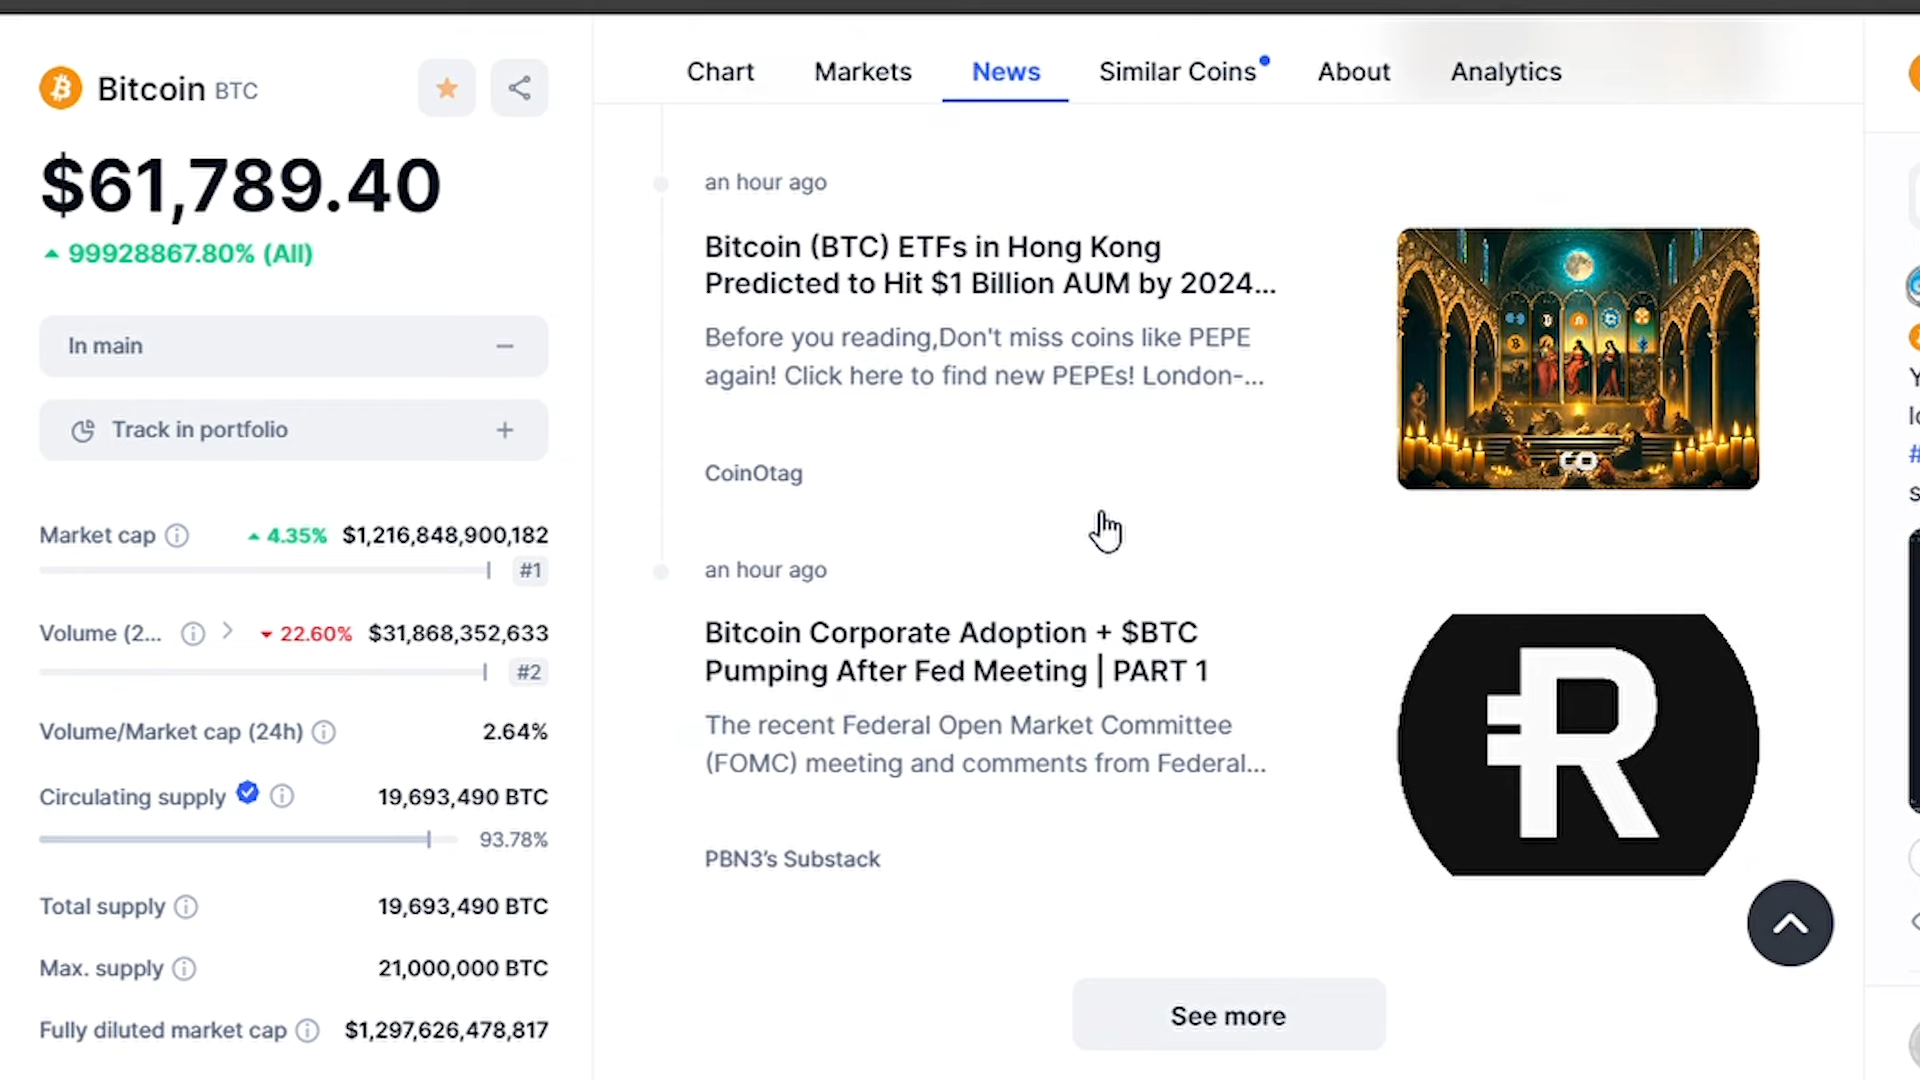 Bitcoin BTC
$61,789.40
99928867.80% (All)
In main
Track in portfolio
Market cap 4.35% $1,216,848,900,182
#1
Volume (2... 22.60% $31,868,352,633
#2
Volume/Market cap (24h) 2.64%
Circulating supply 19,693,490 BTC
93.78%
Total supply 19,693,490 BTC
Max. supply 21,000,000 BTC
Fully diluted market cap $1,297,626,478,817
Chart Markets News Similar Coins About Analytics
an hour ago
Bitcoin (BTC) ETFs in Hong Kong
Predicted to Hit $1 Billion AUM by 2024...
Before you reading,Don't miss coins like PEPE
again! Click here to find new PEPEs! London-...
CoinOtag
an hour ago
Bitcoin Corporate Adoption + $BTC
Pumping After Fed Meeting | PART 1
The recent Federal Open Market Committee
(FOMC) meeting and comments from Federal...
PBN3's Substack
See more